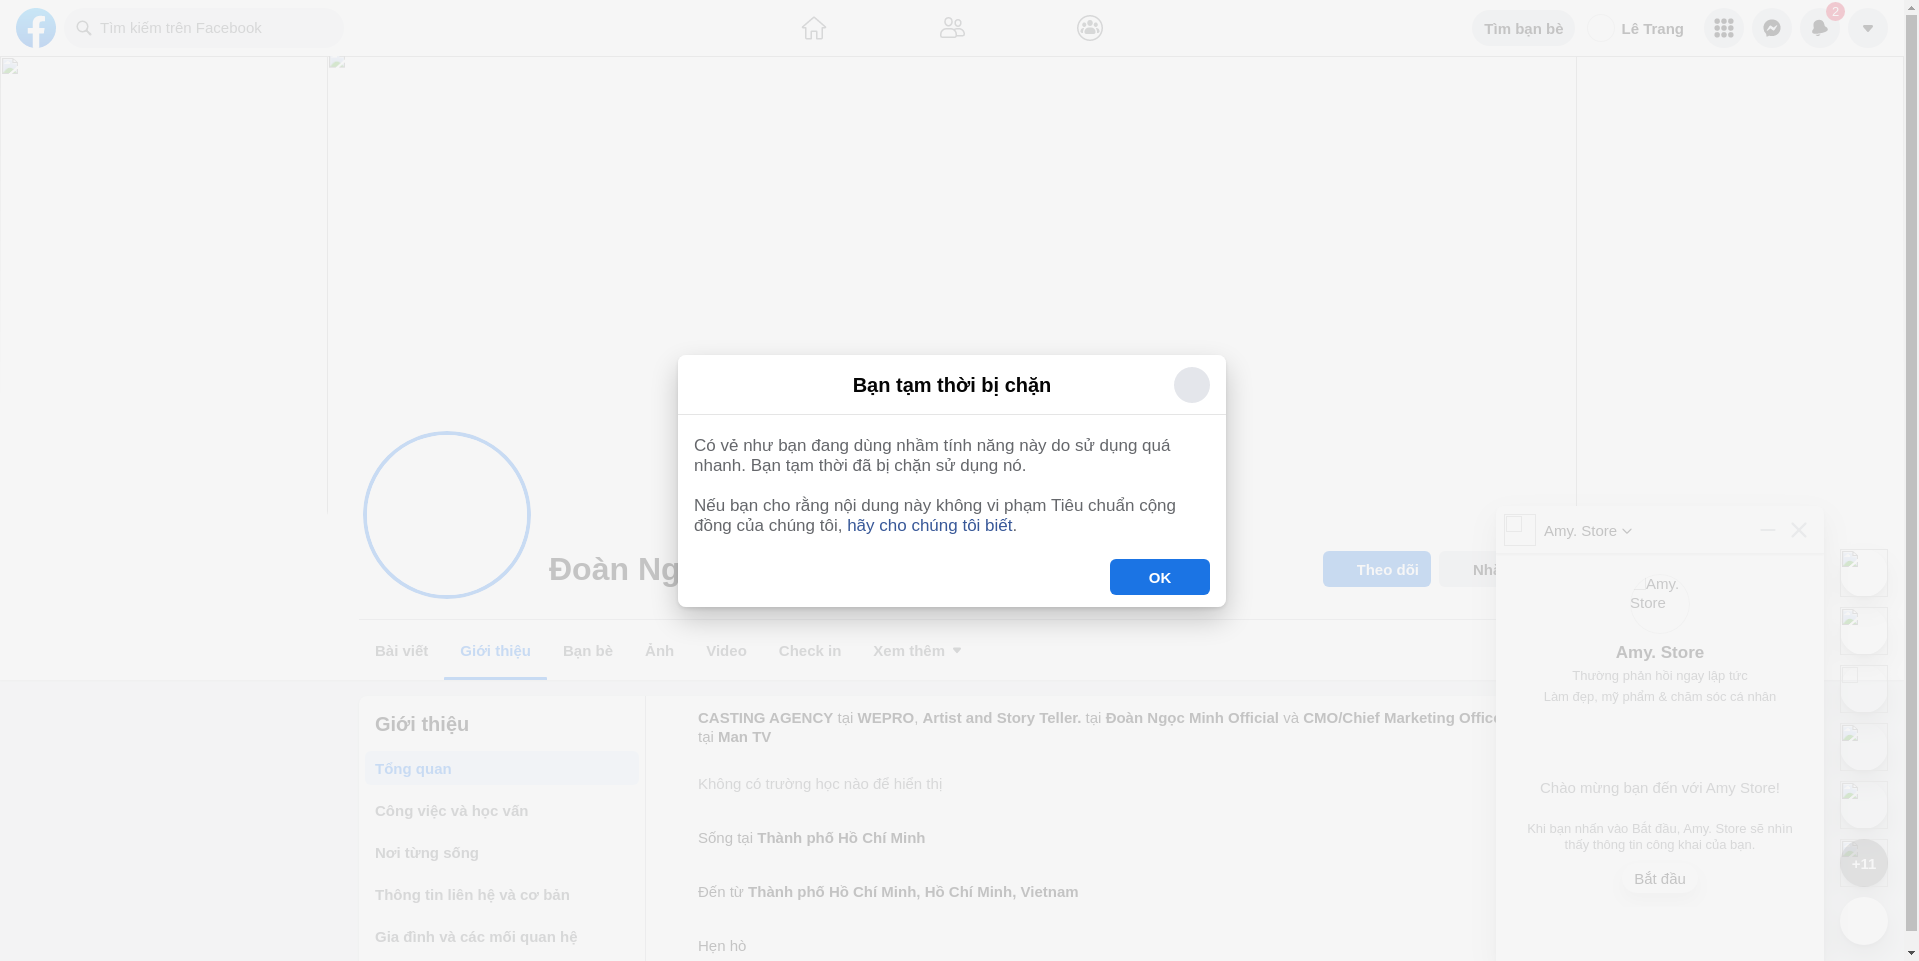 Tìm kiếm trên Facebook
Tìm bạn bè
Lê Trang
2
Bạn tạm thời bị chặn
Có vẻ như bạn đang dùng nhầm tính năng này do sử dụng quá
nhanh. Bạn tạm thời đã bị chặn sử dụng nó.
Nếu bạn cho rằng nội dung này không vi phạm Tiêu chuẩn cộng
đồng của chúng tôi, hãy cho chúng tôi biết.
OK
Đoàn Ng
Theo dõi
Bài viết
Giới thiệu
Bạn bè
Ảnh
Video
Check in
Xem thêm
Giới thiệu
Tổng quan
Công việc và học vấn
Nơi từng sống
Thông tin liên hệ và cơ bản
Gia đình và các mối quan hệ
CASTING AGENCY tại WEPRO, Artist and Story Teller. tại Đoàn Ngọc Minh Official và CMO/Chief Marketing Office
tại Man TV
Không có trường học nào để hiển thị
Sống tại Thành phố Hồ Chí Minh
Đến từ Thành phố Hồ Chí Minh, Hồ Chí Minh, Vietnam
Hẹn hò
Amy. Store
Amy.
Store
Amy. Store
Thường phản hồi ngay lập tức
Làm đẹp, mỹ phẩm & chăm sóc cá nhân
Chào mừng bạn đến với Amy Store!
Khi bạn nhấn vào Bắt đầu, Amy. Store sẽ nhìn
thấy thông tin công khai của bạn.
Bắt đầu
+11